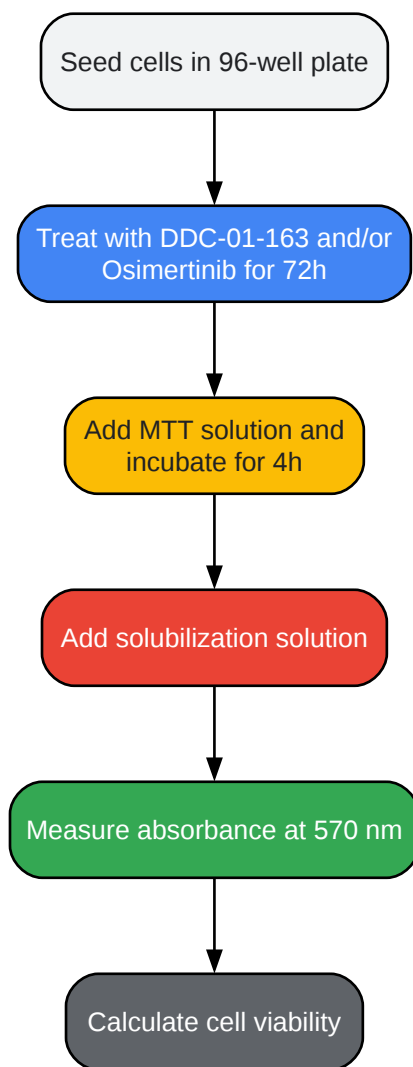 Seed cells in 96-well plate
Treat with DDC-01-163 and/or
Osimertinib for 72h
Add MTT solution and
incubate for 4h
Add solubilization solution
Measure absorbance at 570 nm
Calculate cell viability